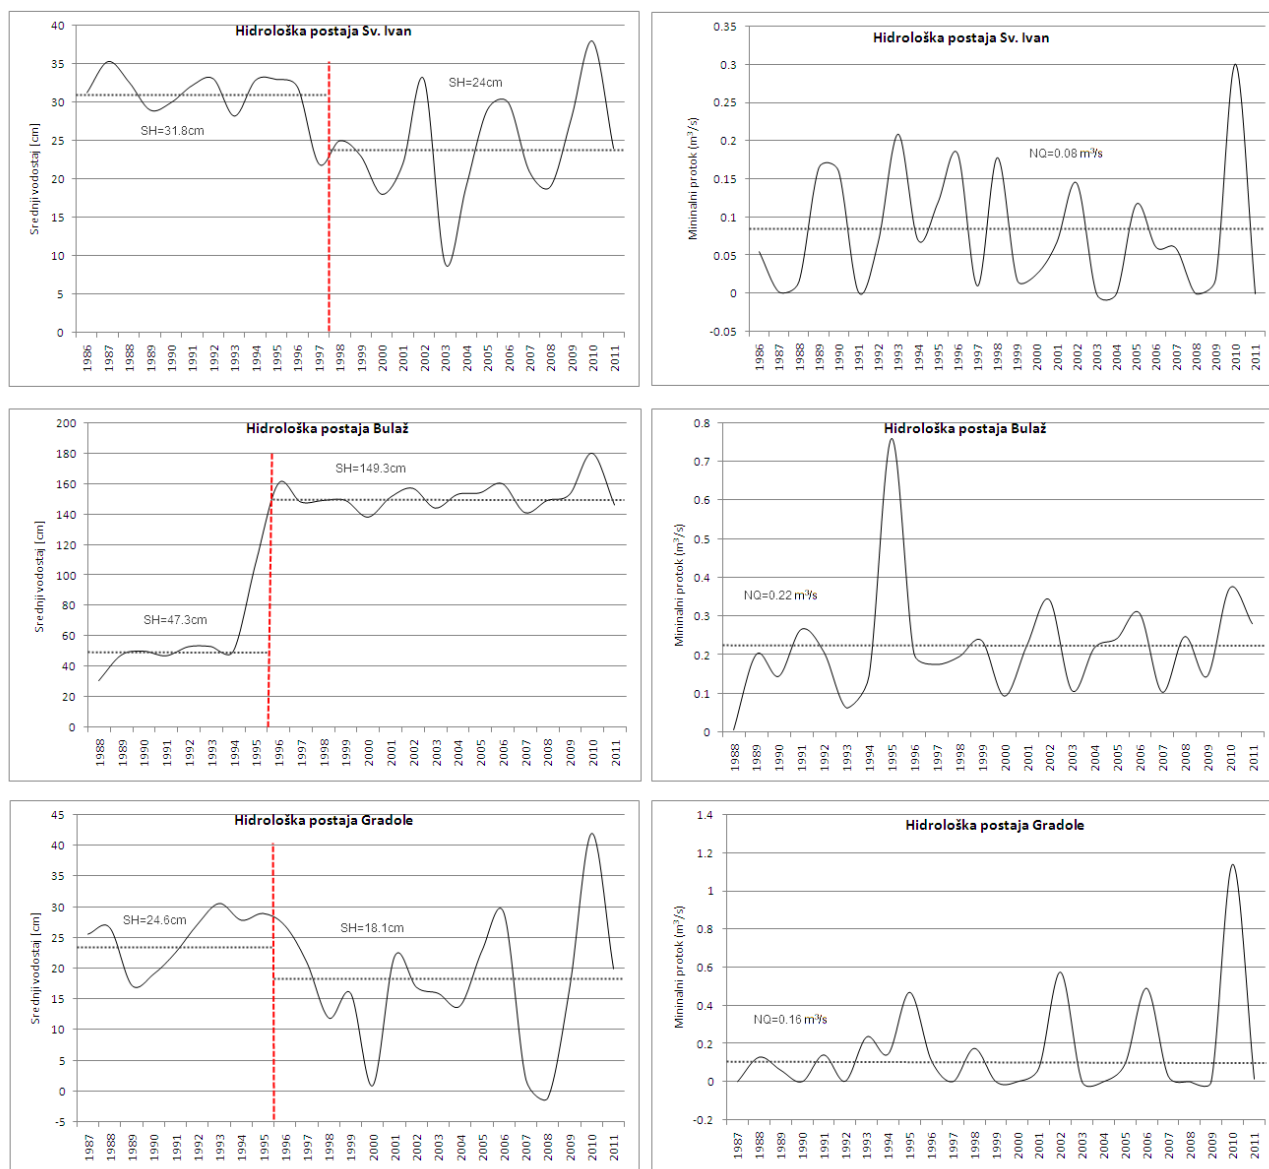 Hidrološka postaja Sv. Ivan
Srednji vodostaj [cm]
40
35
30
25
20
15
10
5
0
SH=31.8cm
SH=24cm
1986 1987 1988 1989 1990 1991 1992 1993 1994 1995 1996 1997 1998 1999 2000 2001 2002 2003 2004 2005 2006 2007 2008 2009 2010 2011
Hidrološka postaja Sv. Ivan
Mininalni protok (m³/s)
0.35
0.3
0.25
0.2
0.15
0.1
0.05
0
-0.05
NQ=0.08 m³/s
1986 1987 1988 1989 1990 1991 1992 1993 1994 1995 1996 1997 1998 1999 2000 2001 2002 2003 2004 2005 2006 2007 2008 2009 2010 2011
Hidrološka postaja Bulaž
Srednji vodostaj [cm]
200
180
160
140
120
100
80
60
40
20
0
SH=47.3cm
SH=149.3cm
1988 1989 1990 1991 1992 1993 1994 1995 1996 1997 1998 1999 2000 2001 2002 2003 2004 2005 2006 2007 2008 2009 2010 2011
Hidrološka postaja Bulaž
Mininalni protok (m³/s)
0.8
0.7
0.6
0.5
0.4
0.3
0.2
0.1
0
NQ=0.22 m³/s
1988 1989 1990 1991 1992 1993 1994 1995 1996 1997 1998 1999 2000 2001 2002 2003 2004 2005 2006 2007 2008 2009 2010 2011
Hidrološka postaja Gradole
Srednji vodostaj [cm]
45
40
35
30
25
20
15
10
5
0
-5
SH=24.6cm
SH=18.1cm
1987 1988 1989 1990 1991 1992 1993 1994 1995 1996 1997 1998 1999 2000 2001 2002 2003 2004 2005 2006 2007 2008 2009 2010 2011
Hidrološka postaja Gradole
Mininalni protok (m³/s)
1.4
1.2
1
0.8
0.6
0.4
0.2
0
-0.2
NQ=0.16 m³/s
1987 1988 1989 1990 1991 1992 1993 1994 1995 1996 1997 1998 1999 2000 2001 2002 2003 2004 2005 2006 2007 2008 2009 2010 2011